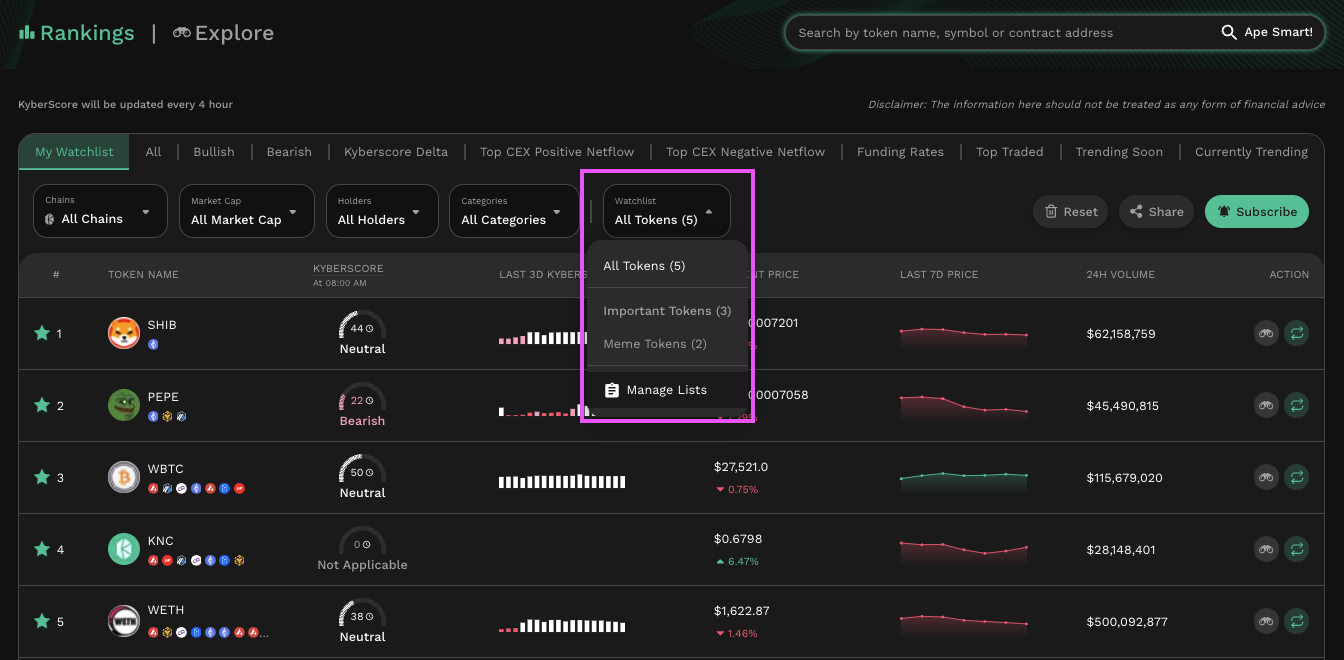 Rankings | Explore
Search by token name, symbol or contract address
Ape Smart!
KyberScore will be updated every 4 hour
Disclaimer: The information here should not be treated as any form of financial advice
My Watchlist
All
Bullish
Bearish
Kyberscore Delta
Top CEX Positive Netflow
Top CEX Negative Netflow
Funding Rates
Top Traded
Trending Soon
Currently Trending
Chains
All Chains
Market Cap
All Market Cap
Holders
All Holders
Categories
All Categories
Watchlist
All Tokens (5)
Reset
Share
Subscribe
All Tokens (5)
Important Tokens (3)
Meme Tokens (2)
Manage Lists
#
TOKEN NAME
KYBERSCORE
At 08:00 AM
LAST 3D KYBERS
NT PRICE
LAST 7D PRICE
24H VOLUME
ACTION
1
SHIB
44
Neutral
0007201
%
$62,158,759
2
PEPE
22
Bearish
00007058
$45,490,815
3
WBTC
50
Neutral
$27,521.0
0.75%
$115,679,020
4
KNC
0
Not Applicable
$0.6798
6.47%
$28,148,401
5
WETH
WETH
...
38
Neutral
$1,622.87
1.46%
$500,092,877